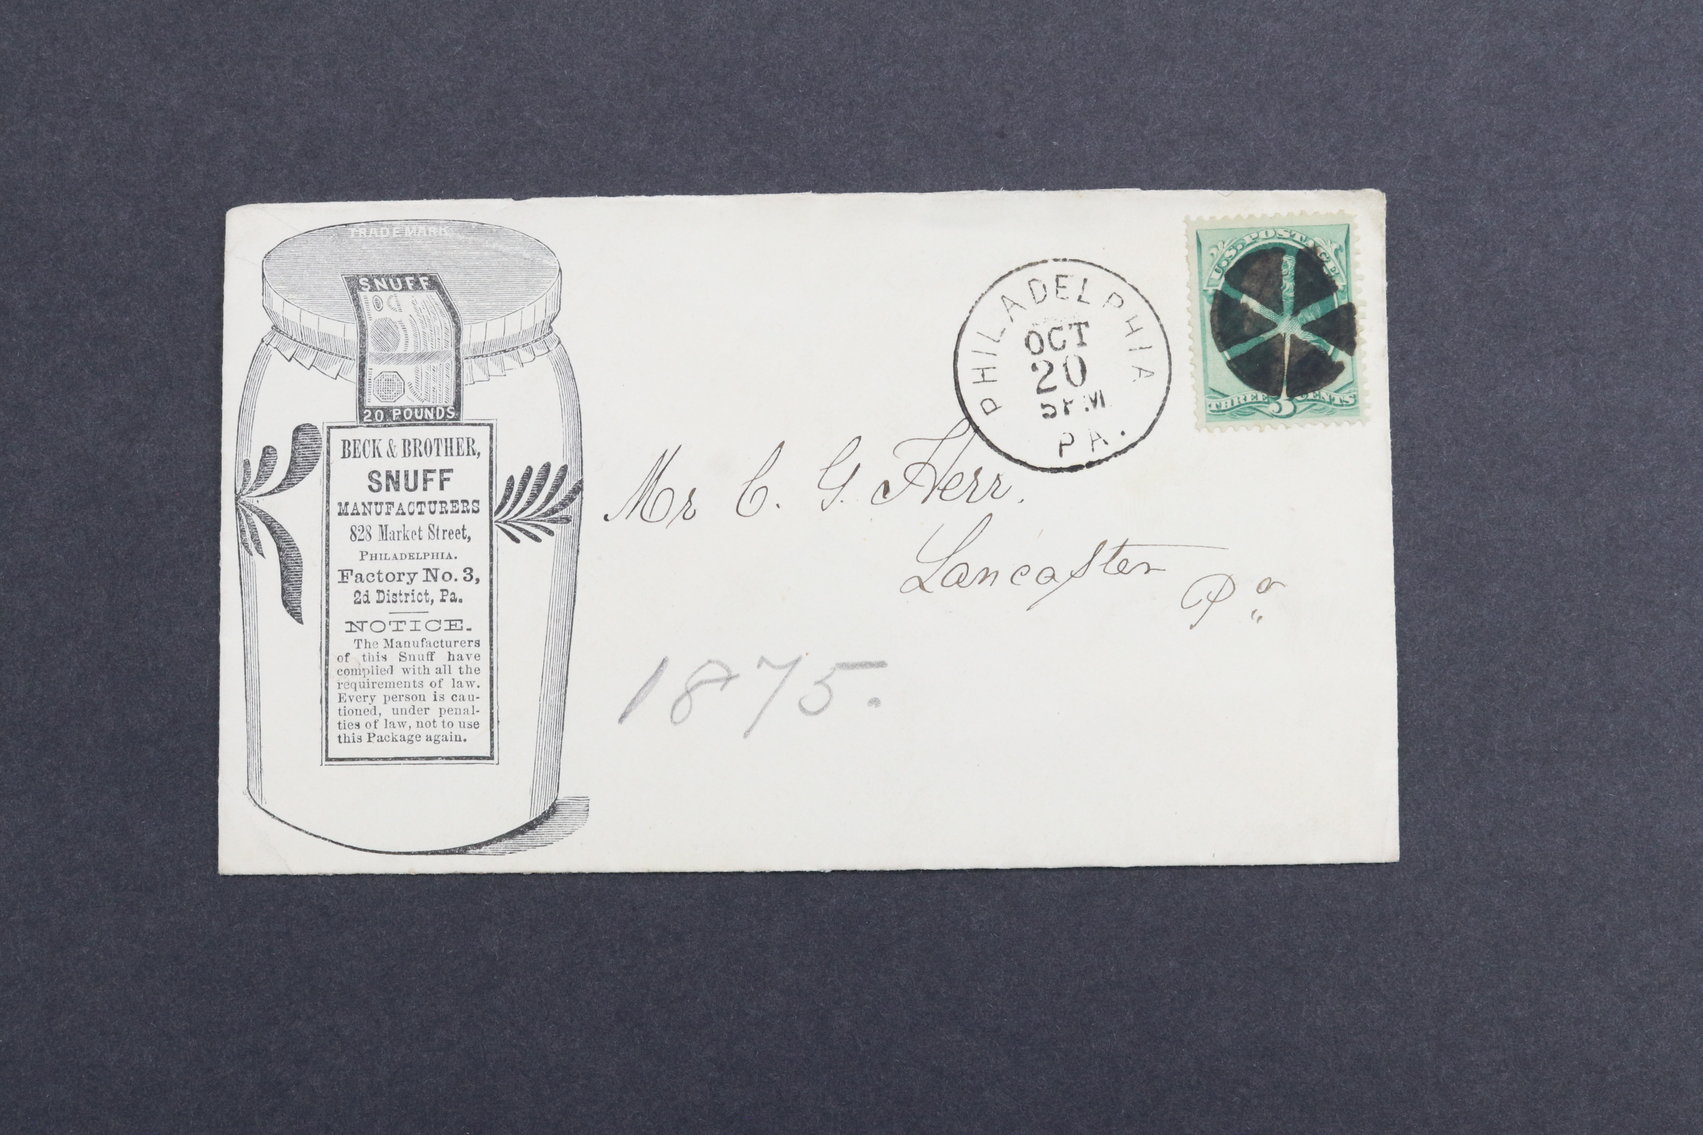 TRADE MARK
SNUFF
20 POUNDS
BECK & BROTHER,
SNUFF
MANUFACTURERS
828 Market Street,
PHILADELPHIA.
Factory No. 3,
2d District, Pa.
NOTICE.
The Manufacturers
of this Snuff have
complied with all the
requirements of law.
Every person is cau-
tioned, under penal-
ties of law, not to use
this Package again.
PHILADELPHIA
OCT
20
5 PM
PA.
U.S. POSTAGE
THREE 3 CENTS
Mr C. G. Herr.
Lancaster
Pa
1875.